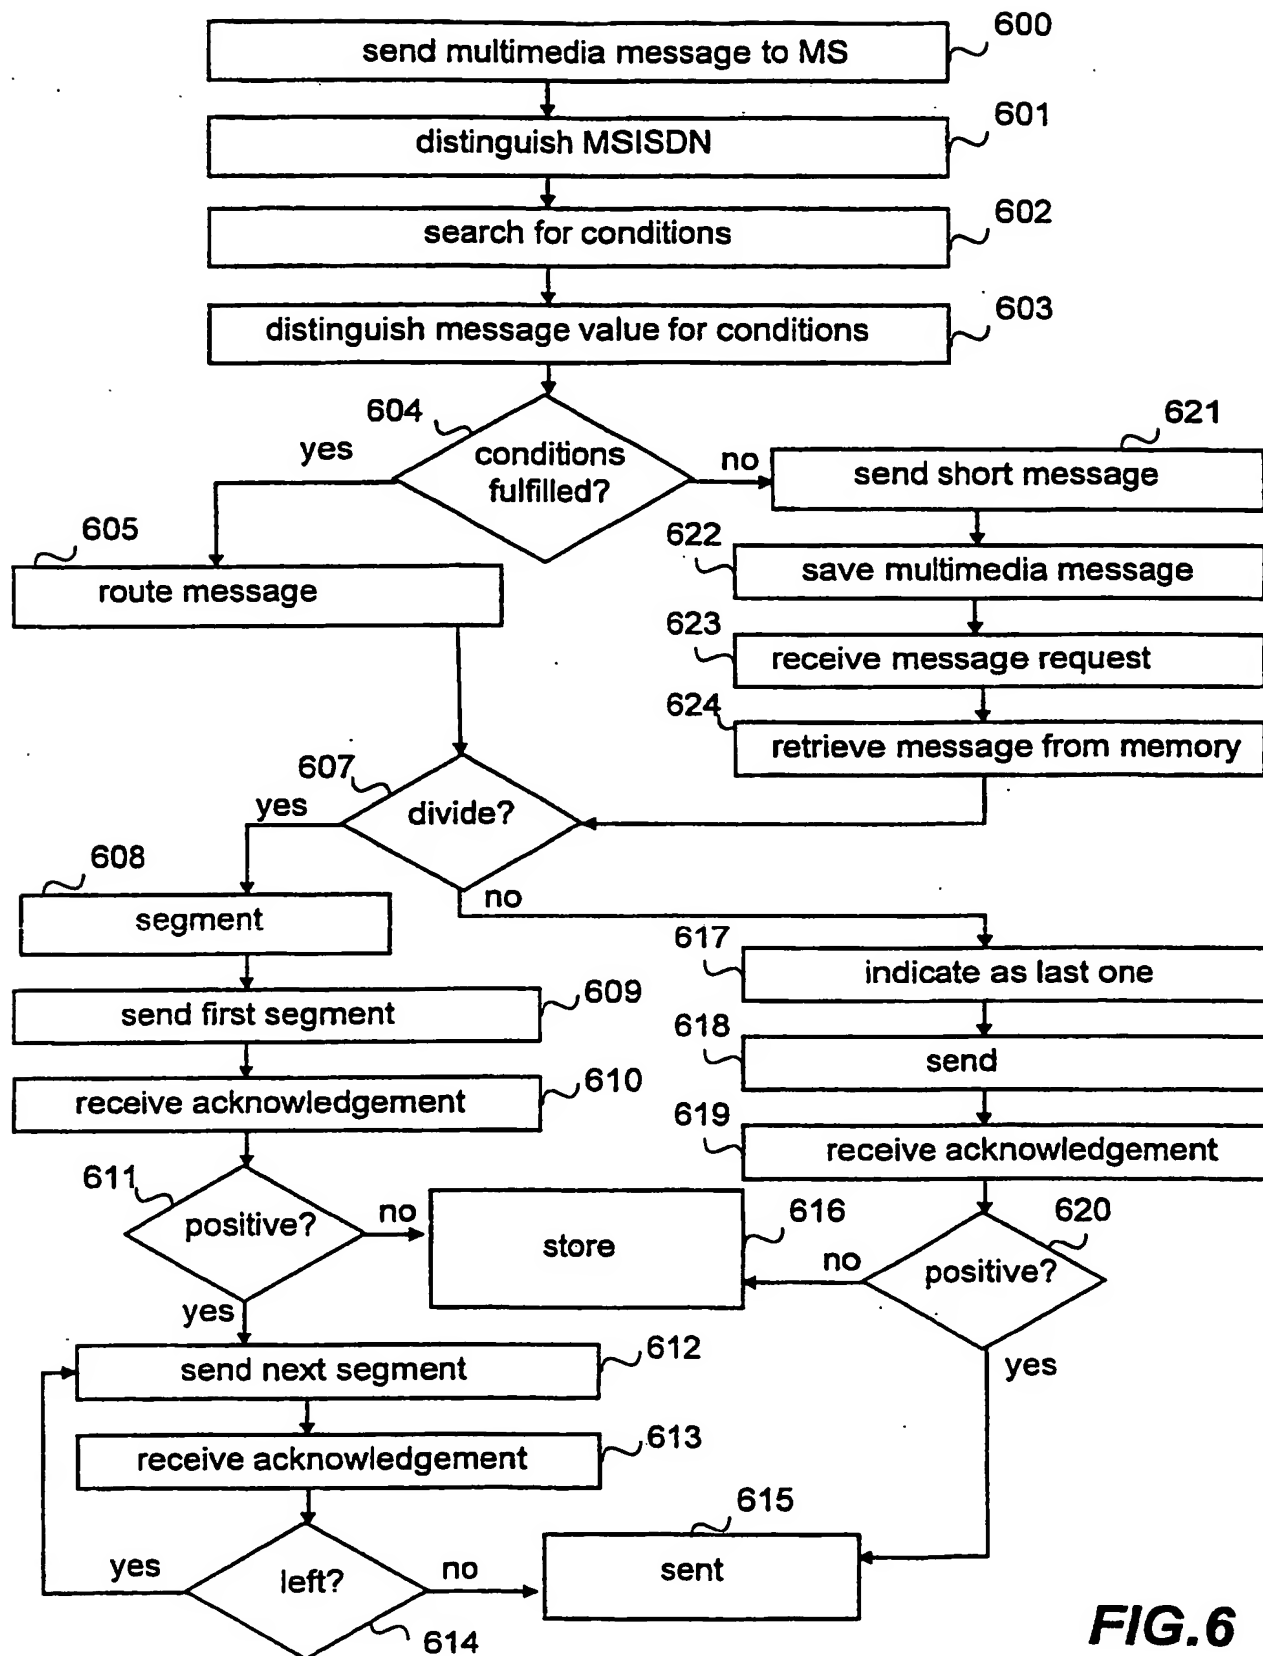 600
send multimedia message to MS
601
distinguish MSISDN
602
search for conditions
603
distinguish message value for conditions
604
yes
conditions
fulfilled?
no
621
send short message
605
route message
622
save multimedia message
623
receive message request
624
retrieve message from memory
607
yes
divide?
no
608
segment
617
indicate as last one
609
send first segment
618
send
610
receive acknowledgement
619
receive acknowledgement
611
positive?
no
store
616
no
620
positive?
yes
yes
612
send next segment
613
receive acknowledgement
615
yes
left?
no
sent
614
FIG.6